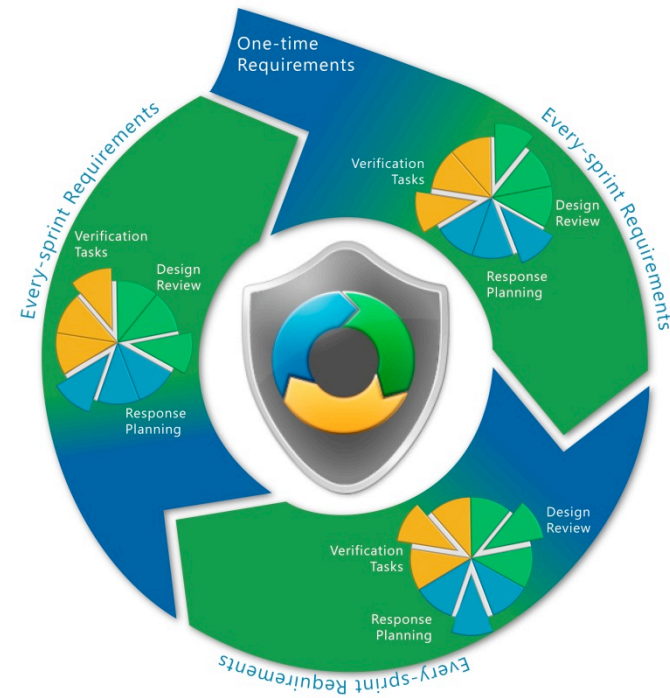 One-time
Requirements
Every-sprint Requirements
Verification
Tasks
Design
Review
Response
Planning
Every-sprint Requirements
Verification
Tasks
Design
Review
Response
Planning
Design
Review
Verification
Tasks
Response
Planning
Every-sprint Requirements